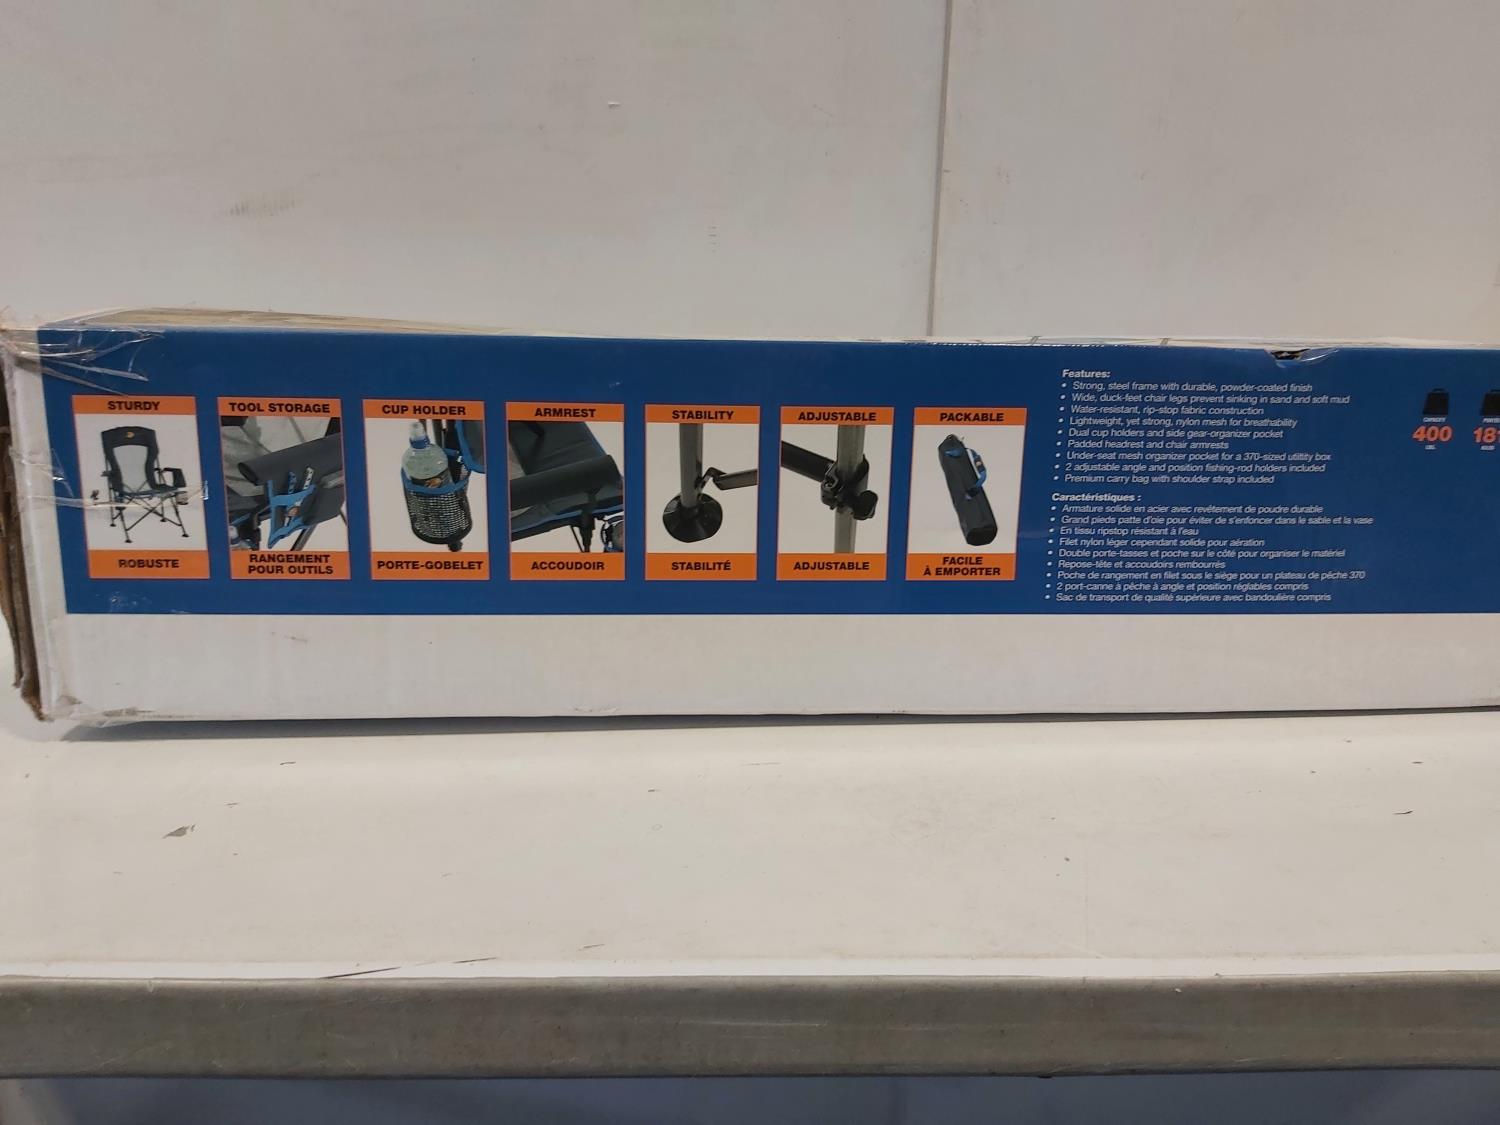 STURDY
ROBUSTE
TOOL STORAGE
RANGEMENT
POUR OUTILS
CUP HOLDER
PORTE-GOBELET
ARMREST
ACCOUDOIR
STABILITY
STABILITÉ
ADJUSTABLE
ADJUSTABLE
PACKABLE
FACILE
À EMPORTER
Features:
• Strong, steel frame with durable, powder-coated finish
• Wide, duck-feet chair legs prevent sinking in sand and soft mud
• Water-resistant, rip-stop fabric construction
• Lightweight, yet strong, nylon mesh for breathability
• Dual cup holders and side gear-organizer pocket
• Padded headrest and chair armrests
• Under-seat mesh organizer pocket for a 370-sized utility box
• 2 adjustable angle and position fishing-rod holders included
• Premium carry bag with shoulder strap included
Caractéristiques :
• Armature solide en acier avec revêtement de poudre durable
• Grand pieds patte d'oie pour éviter de s'enfoncer dans le sable et la vase
• En tissu ripstop résistant à l'eau
• Filet nylon léger cependant solide pour aération
• Double porte-tasses et poche sur le côté pour organiser le matériel
• Repose-tête et accoudoirs rembourrés
• Poche de rangement en filet sous le siège pour un plateau de pêche 370
• 2 port-canne à pêche à angle et position réglables compris
• Sac de transport de qualité supérieure avec bandoulière compris
CAPACITY
400
LBS.
181
KILOS